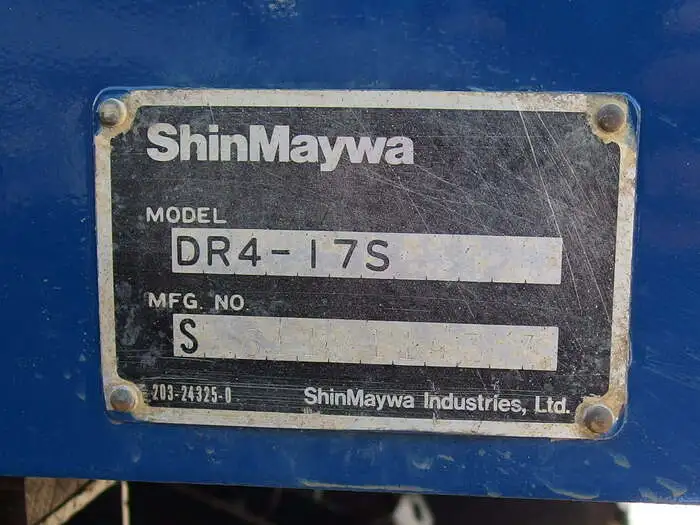 ShinMaywa
MODEL
DR4-17S
MFG. NO.
S
203-24325-0
ShinMaywa Industries, Ltd.